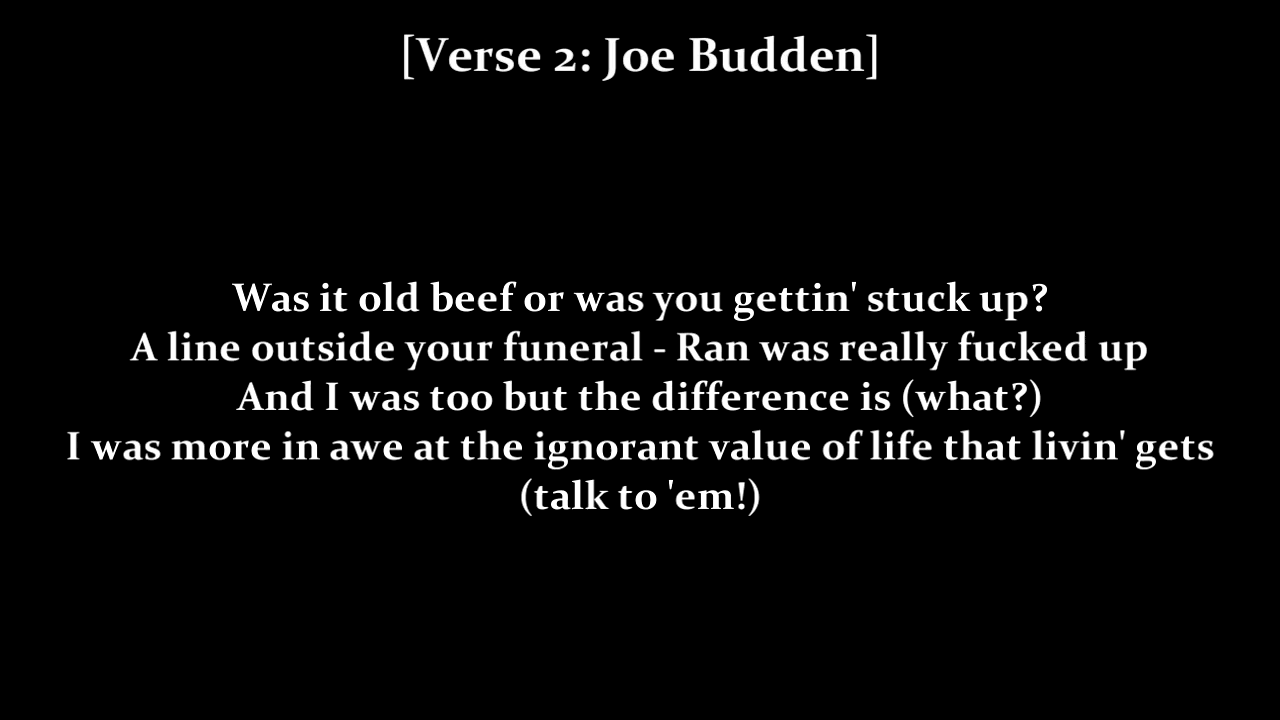 [Verse 2: Joe Budden]
Was it old beef or was you gettin' stuck up?
A line outside your funeral - Ran was really fucked up
And I was too but the difference is (what?)
I was more in awe at the ignorant value of life that livin' gets
(talk to 'em!)